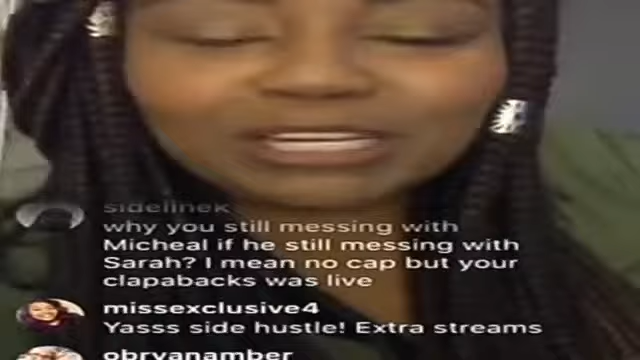 sidelinek
why you still messing with
Micheal if he still messing with
Sarah? I mean no cap but your
clapabacks was live
missexclusive4
Yasss side hustle! Extra streams
obryanamber